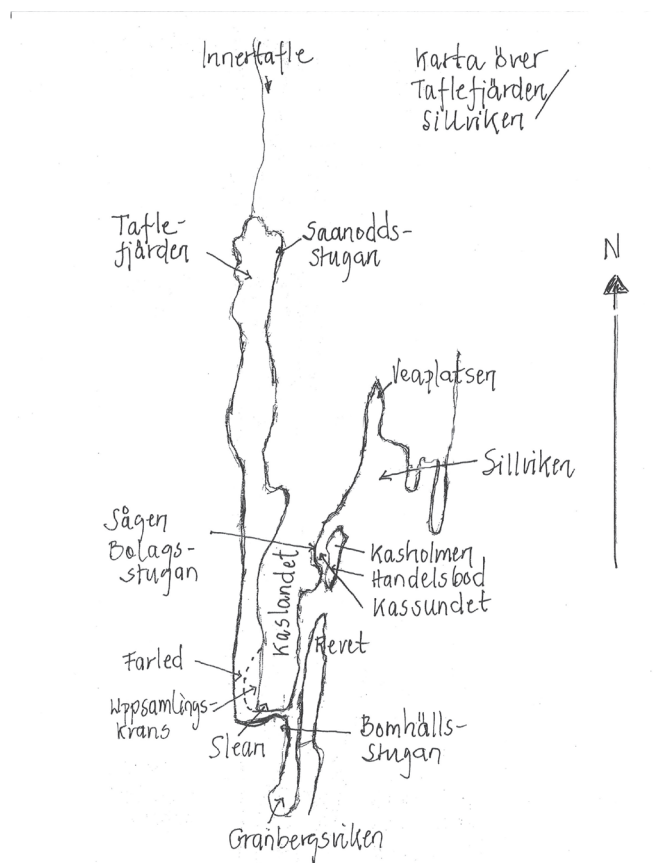 Innertafle
Karta över
Taflefjärden/
Sillviken
Tafle-
fjärden
Saanodds-
stugan
N
Veaplatsen
Sillviken
Sågen
Bolags-
stugan
Kasholmen
Handelsbod
Kassundet
Kaslandet
Revet
Farled
Uppsamlings-
krans
Slean
Bomhälls-
stugan
Granbergsviken